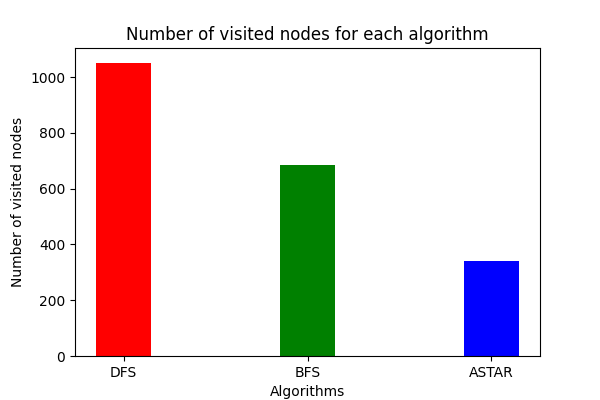 Number of visited nodes for each algorithm
Number of visited nodes
1000
800
600
400
200
0
DFS
BFS
ASTAR
Algorithms